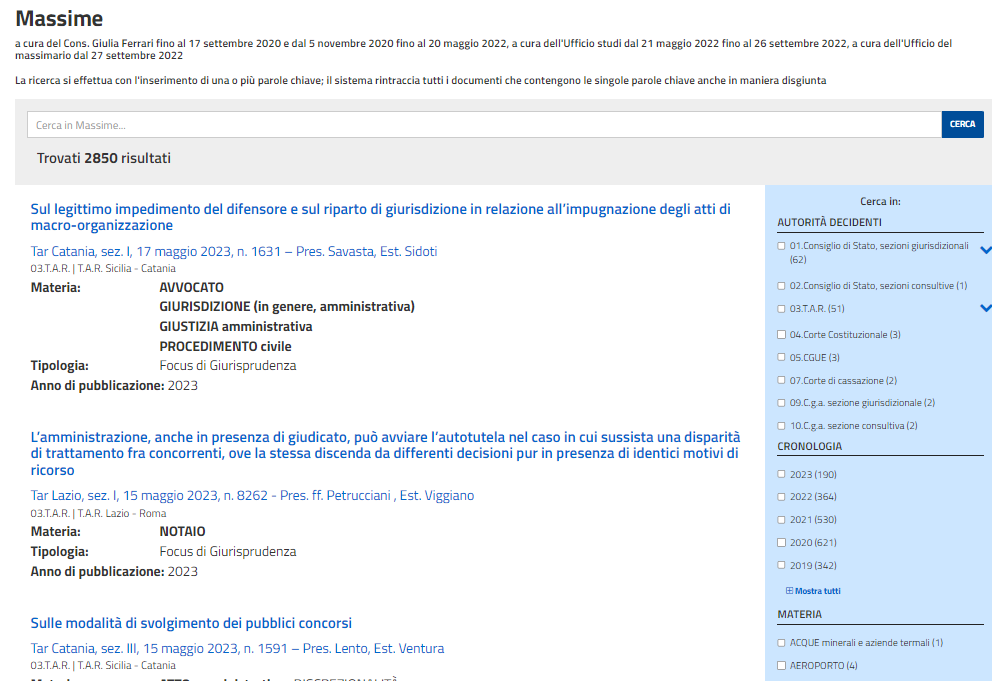 Massime
a cura del Cons. Giulia Ferrari fino al 17 settembre 2020 e dal 5 novembre 2020 fino al 20 maggio 2022, a cura dell'Ufficio studi dal 21 maggio 2022 fino al 26 settembre 2022, a cura dell'Ufficio del
massimario dal 27 settembre 2022
La ricerca si effettua con l'inserimento di una o più parole chiave; il sistema rintraccia tutti i documenti che contengono le singole parole chiave anche in maniera disgiunta
Cerca in Massime...
CERCA
Trovati 2850 risultati
Sul legittimo impedimento del difensore e sul riparto di giurisdizione in relazione all’impugnazione degli atti di
macro-organizzazione
Tar Catania, sez. I, 17 maggio 2023, n. 1631 – Pres. Savasta, Est. Sidoti
03.T.A.R. | T.A.R. Sicilia - Catania
Materia: AVVOCATO
GIURISDIZIONE (in genere, amministrativa)
GIUSTIZIA amministrativa
PROCEDIMENTO civile
Tipologia: Focus di Giurisprudenza
Anno di pubblicazione: 2023
L’amministrazione, anche in presenza di giudicato, può avviare l’autotutela nel caso in cui sussista una disparità
di trattamento fra concorrenti, ove la stessa discenda da differenti decisioni pur in presenza di identici motivi di
ricorso
Tar Lazio, sez. I, 15 maggio 2023, n. 8262 - Pres. ff. Petrucciani , Est. Viggiano
03.T.A.R. | T.A.R. Lazio - Roma
Materia: NOTAIO
Tipologia: Focus di Giurisprudenza
Anno di pubblicazione: 2023
Sulle modalità di svolgimento dei pubblici concorsi
Tar Catania, sez. III, 15 maggio 2023, n. 1591 – Pres. Lento, Est. Ventura
03.T.A.R. | T.A.R. Sicilia - Catania
Cerca in:
AUTORITÀ DECIDENTI
01.Consiglio di Stato, sezioni giurisdizionali
(62)
02.Consiglio di Stato, sezioni consultive (1)
03.T.A.R. (51)
04.Corte Costituzionale (3)
05.CGUE (3)
07.Corte di cassazione (2)
09.C.g.a. sezione giurisdizionale (2)
10.C.g.a. sezione consultiva (2)
CRONOLOGIA
2023 (190)
2022 (364)
2021 (530)
2020 (621)
2019 (342)
Mostra tutti
MATERIA
ACQUE minerali e aziende termali (1)
AEROPORTO (4)